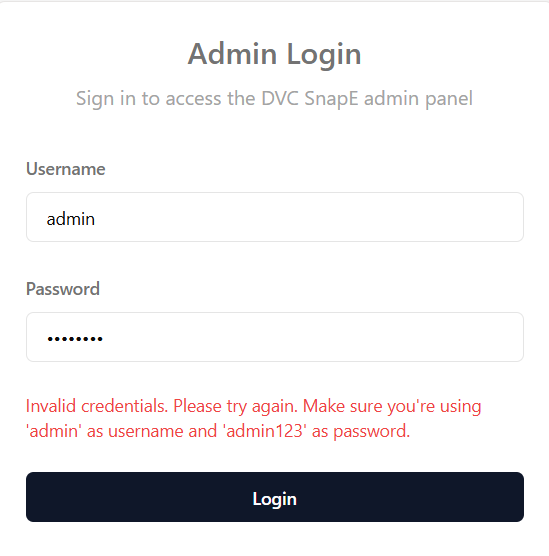 Admin Login
Sign in to access the DVC SnapE admin panel
Username
admin
Password
••••••••
Invalid credentials. Please try again. Make sure you're using
'admin' as username and 'admin123' as password.
Login